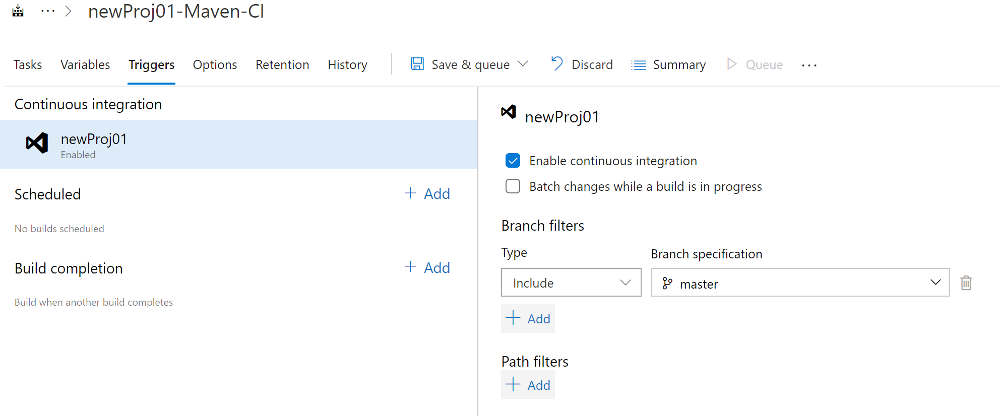 ... > newProj01-Maven-CI
Tasks Variables Triggers Options Retention History Save & queue Discard Summary Queue ...
Continuous integration
newProj01
Enabled
Scheduled + Add
No builds scheduled
Build completion + Add
Build when another build completes
newProj01
Enable continuous integration
Batch changes while a build is in progress
Branch filters
Type Branch specification
Include master
+ Add
Path filters
+ Add